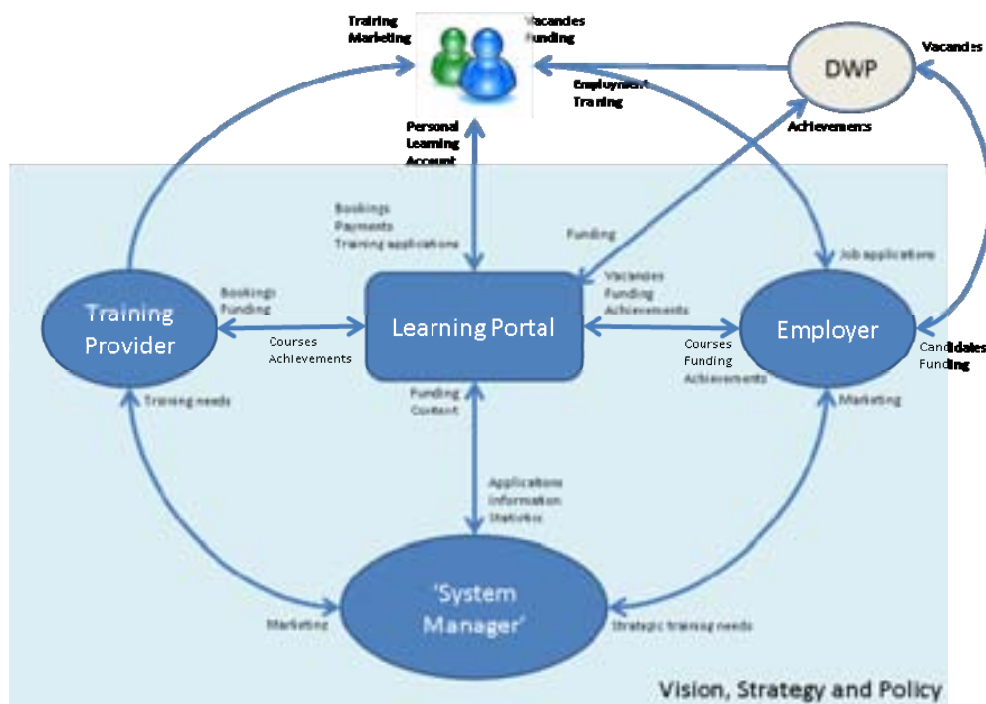 Training
Marketing
Vacancies
Funding
DWP
Vacancies
Employment
Training
Achievements
Personal
Learning
Account
Bookings
Payments
Training applications
Funding
Job applications
Training
Provider
Bookings
Funding
Courses
Achievements
Learning Portal
Vacancies
Funding
Achievements
Courses
Funding
Achievements
Employer
Candidates
Funding
Training needs
Funding
Content
Marketing
Applications
Information
Statistics
'System
Manager'
Marketing
Strategic training needs
Vision, Strategy and Policy